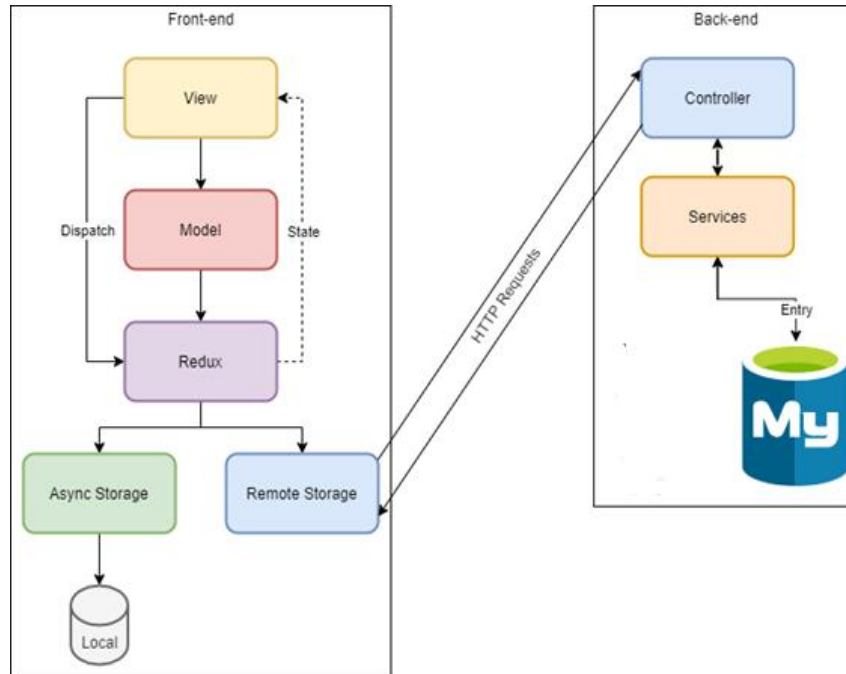 Front-end
View
Dispatch
Model
State
Redux
Async Storage
Remote Storage
Local
HTTP Requests
Back-end
Controller
Services
Entry
My